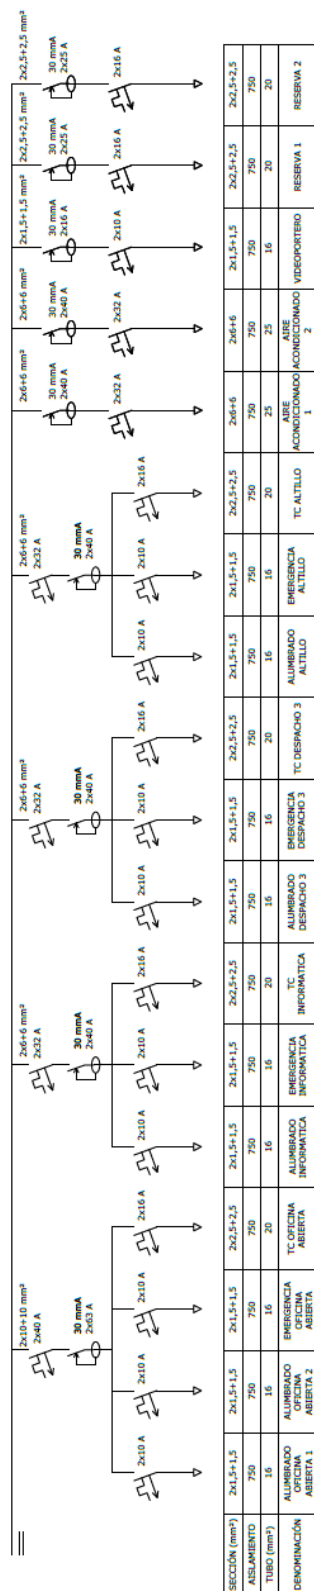 2x10+10 mm²
2x40 A
30 mmA
2x63 A
2x10 A
2x10 A
2x10 A
2x16 A
2x6+6 mm²
2x32 A
30 mmA
2x40 A
2x10 A
2x10 A
2x16 A
2x6+6 mm²
2x32 A
30 mmA
2x40 A
2x10 A
2x10 A
2x16 A
2x6+6 mm²
2x32 A
30 mmA
2x40 A
2x10 A
2x10 A
2x16 A
2x6+6 mm²
30 mmA
2x40 A
2x32 A
2x6+6 mm²
30 mmA
2x40 A
2x32 A
2x1,5+1,5 mm²
30 mmA
2x16 A
2x10 A
2x2,5+2,5 mm²
30 mmA
2x25 A
2x16 A
2x2,5+2,5 mm²
30 mmA
2x25 A
2x16 A
SECCIÓN (mm²) 2x1,5+1,5 2x1,5+1,5 2x1,5+1,5 2x2,5+2,5 2x1,5+1,5 2x1,5+1,5 2x2,5+2,5 2x1,5+1,5 2x1,5+1,5 2x2,5+2,5 2x1,5+1,5 2x1,5+1,5 2x2,5+2,5 2x6+6 2x6+6 2x1,5+1,5 2x2,5+2,5 2x2,5+2,5
AISLAMIENTO 750 750 750 750 750 750 750 750 750 750 750 750 750 750 750 750 750 750
TUBO (mm²) 16 16 16 20 16 16 20 16 16 20 16 16 20 25 25 16 20 20
DENOMINACIÓN
ALUMBRADO
OFICINA
ABIERTA 1
ALUMBRADO
OFICINA
ABIERTA 2
EMERGENCIA
OFICINA
ABIERTA
TC OFICINA
ABIERTA
ALUMBRADO
INFORMATICA
EMERGENCIA
INFORMATICA
TC
INFORMATICA
ALUMBRADO
DESPACHO 3
EMERGENCIA
DESPACHO 3
TC DESPACHO 3
ALUMBRADO
ALTILLO
EMERGENCIA
ALTILLO
TC ALTILLO
AIRE
ACONDICIONADO
1
AIRE
ACONDICIONADO
2
VIDEOPORTERO
RESERVA 1
RESERVA 2